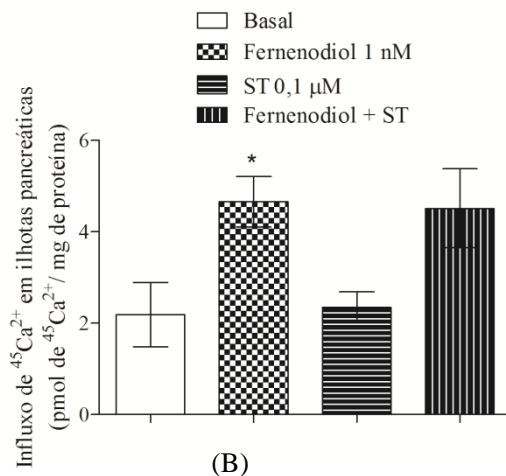 Basal
Fernenodiol 1 nM
ST 0,1 µM
Fernenodiol + ST
Influxo de ⁴⁵Ca²⁺ em ilhotas pancreáticas
(pmol de ⁴⁵Ca²⁺/ mg de proteína)
6
4
2
0
*
(B)